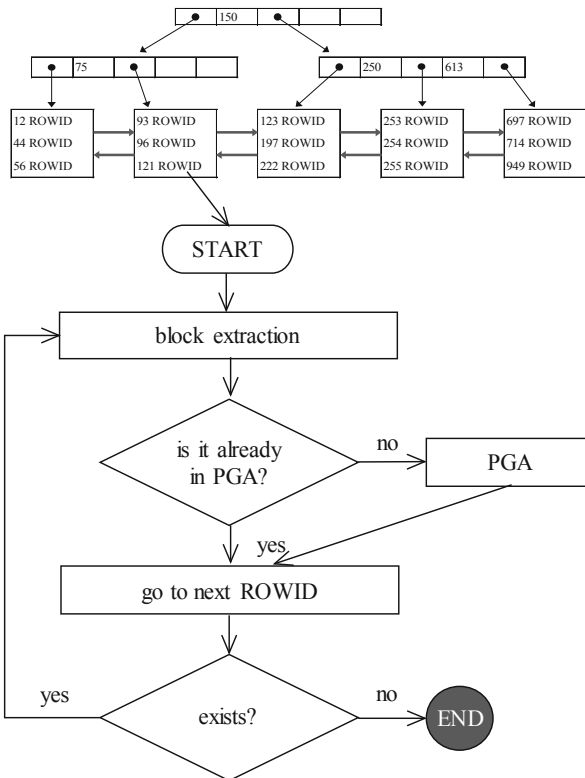 150
75
250 613
12 ROWID
44 ROWID
56 ROWID
93 ROWID
96 ROWID
121 ROWID
123 ROWID
197 ROWID
222 ROWID
253 ROWID
254 ROWID
255 ROWID
697 ROWID
714 ROWID
949 ROWID
START
block extraction
is it already
in PGA?
no
PGA
yes
go to next ROWID
yes
exists?
no
END